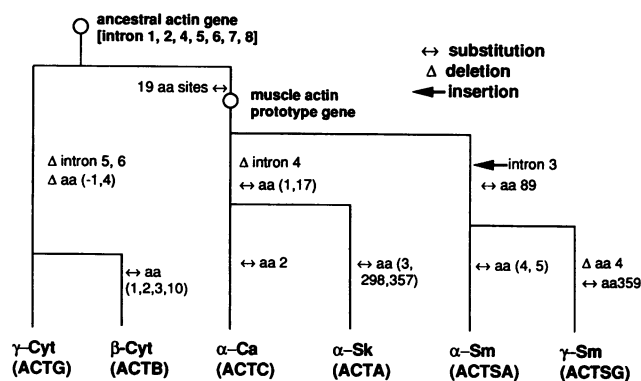 ancestral actin gene
[intron 1, 2, 4, 5, 6, 7, 8]
↔ substitution
Δ deletion
← insertion
19 aa sites ↔
muscle actin
prototype gene
Δ intron 5, 6
Δ aa (-1,4)
Δ intron 4
↔ aa (1,17)
← intron 3
↔ aa 89
↔ aa
(1,2,3,10)
↔ aa 2
↔ aa (3,
298,357)
↔ aa (4, 5)
Δ aa 4
↔ aa359
γ–Cyt
(ACTG)
β-Cyt
(ACTB)
α–Ca
(ACTC)
α–Sk
(ACTA)
α–Sm
(ACTSA)
γ–Sm
(ACTSG)